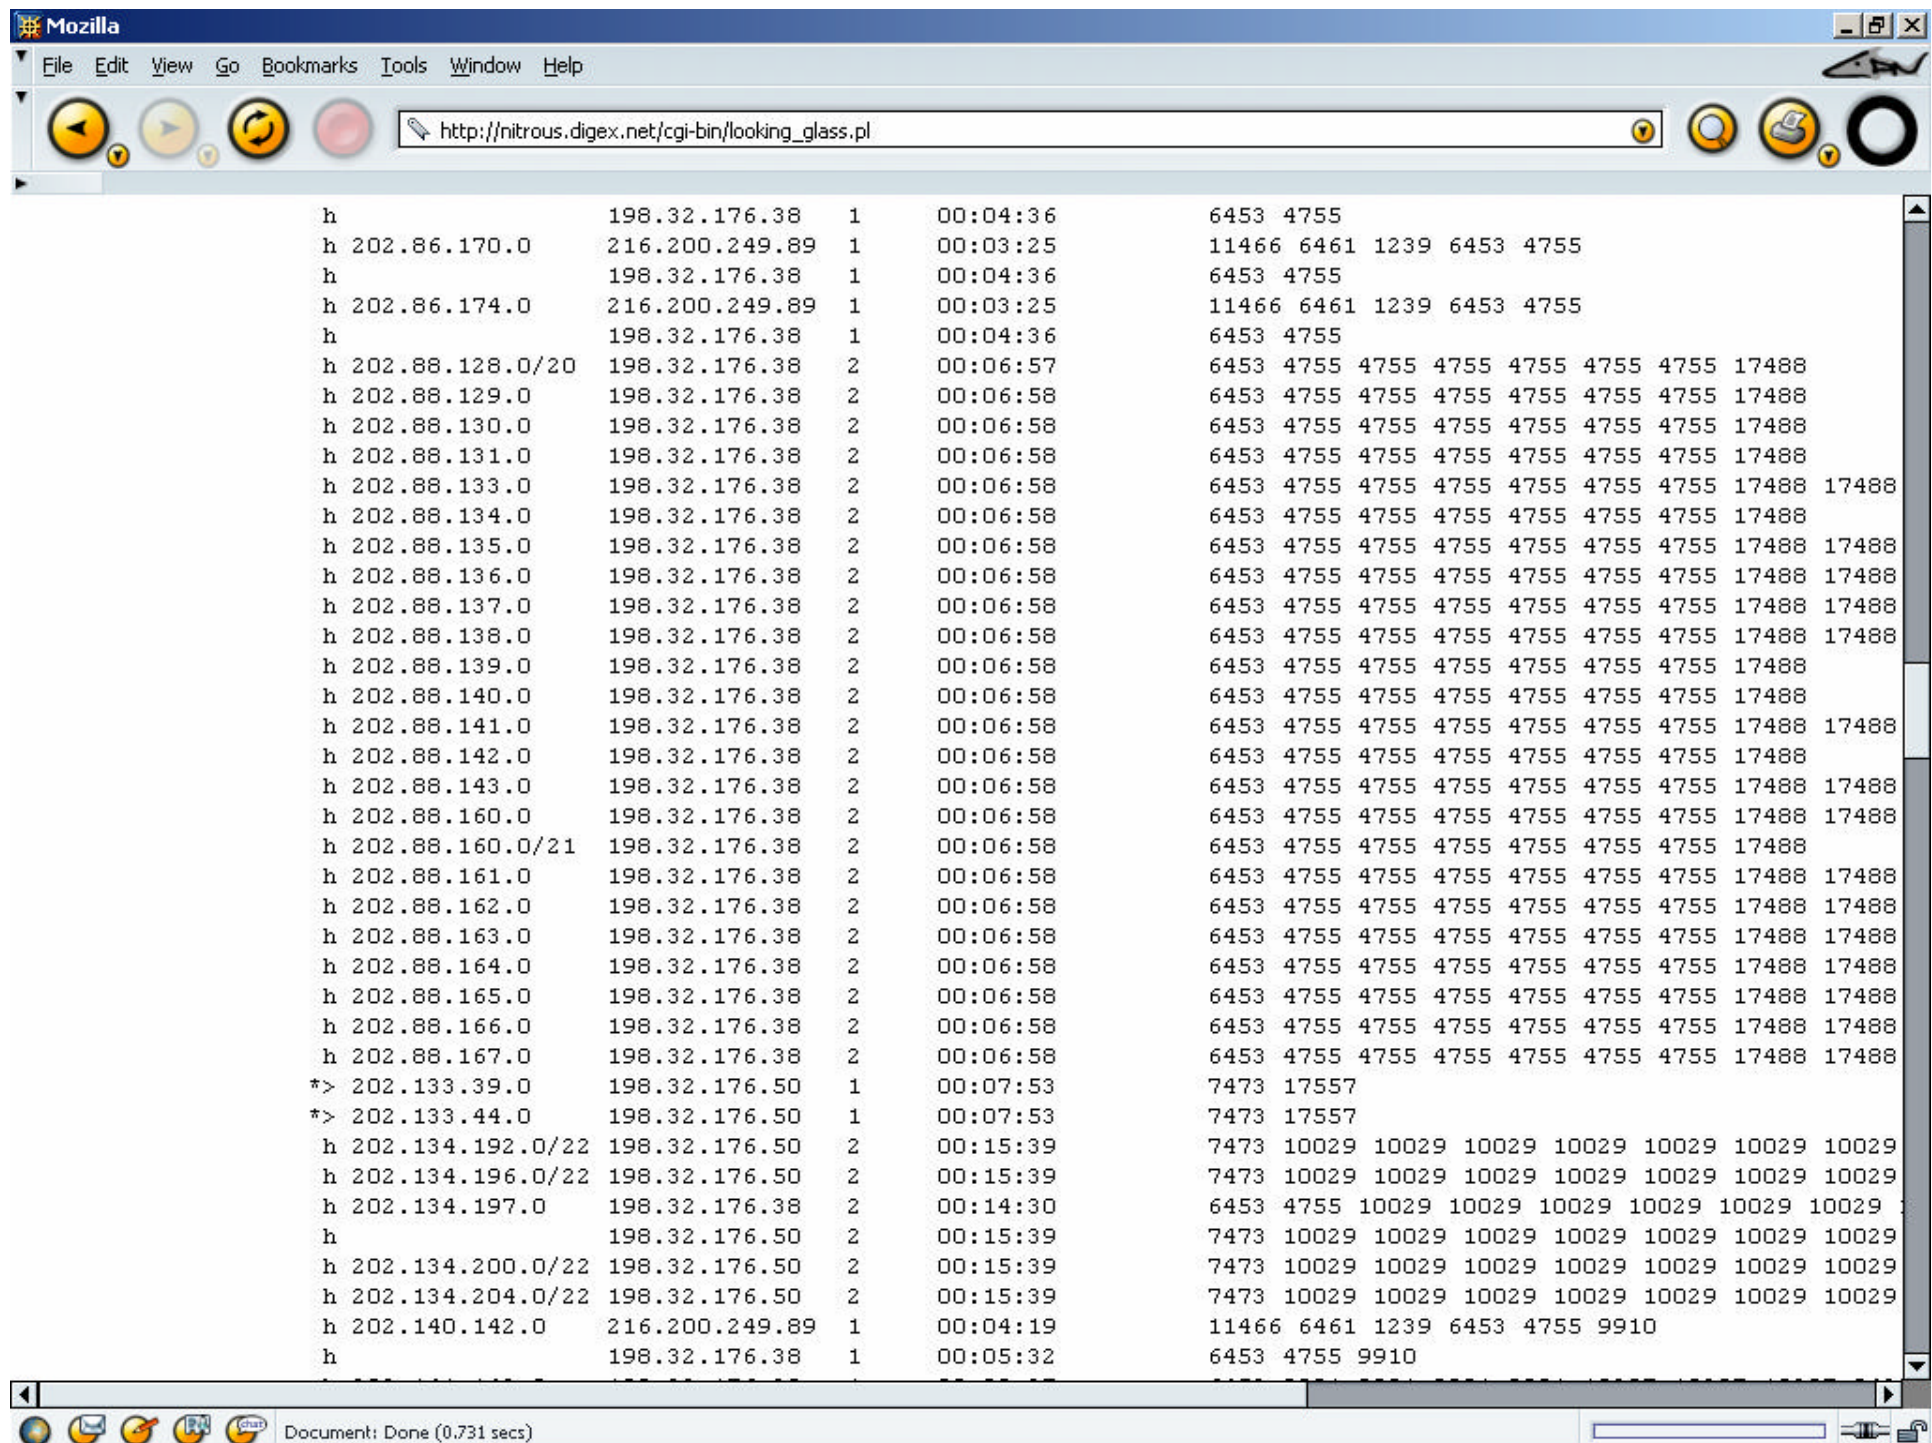 Mozilla
File Edit View Go Bookmarks Tools Window Help
http://nitrous.digex.net/cgi-bin/looking_glass.pl
h 198.32.176.38 1 00:04:36 6453 4755
h 202.86.170.0 216.200.249.89 1 00:03:25 11466 6461 1239 6453 4755
h 198.32.176.38 1 00:04:36 6453 4755
h 202.86.174.0 216.200.249.89 1 00:03:25 11466 6461 1239 6453 4755
h 198.32.176.38 1 00:04:36 6453 4755
h 202.88.128.0/20 198.32.176.38 2 00:06:57 6453 4755 4755 4755 4755 4755 4755 17488
h 202.88.129.0 198.32.176.38 2 00:06:58 6453 4755 4755 4755 4755 4755 4755 17488
h 202.88.130.0 198.32.176.38 2 00:06:58 6453 4755 4755 4755 4755 4755 4755 17488
h 202.88.131.0 198.32.176.38 2 00:06:58 6453 4755 4755 4755 4755 4755 4755 17488
h 202.88.133.0 198.32.176.38 2 00:06:58 6453 4755 4755 4755 4755 4755 4755 17488 17488
h 202.88.134.0 198.32.176.38 2 00:06:58 6453 4755 4755 4755 4755 4755 4755 17488
h 202.88.135.0 198.32.176.38 2 00:06:58 6453 4755 4755 4755 4755 4755 4755 17488 17488
h 202.88.136.0 198.32.176.38 2 00:06:58 6453 4755 4755 4755 4755 4755 4755 17488 17488
h 202.88.137.0 198.32.176.38 2 00:06:58 6453 4755 4755 4755 4755 4755 4755 17488 17488
h 202.88.138.0 198.32.176.38 2 00:06:58 6453 4755 4755 4755 4755 4755 4755 17488 17488
h 202.88.139.0 198.32.176.38 2 00:06:58 6453 4755 4755 4755 4755 4755 4755 17488
h 202.88.140.0 198.32.176.38 2 00:06:58 6453 4755 4755 4755 4755 4755 4755 17488
h 202.88.141.0 198.32.176.38 2 00:06:58 6453 4755 4755 4755 4755 4755 4755 17488 17488
h 202.88.142.0 198.32.176.38 2 00:06:58 6453 4755 4755 4755 4755 4755 4755 17488
h 202.88.143.0 198.32.176.38 2 00:06:58 6453 4755 4755 4755 4755 4755 4755 17488 17488
h 202.88.160.0 198.32.176.38 2 00:06:58 6453 4755 4755 4755 4755 4755 4755 17488 17488
h 202.88.160.0/21 198.32.176.38 2 00:06:58 6453 4755 4755 4755 4755 4755 4755 17488
h 202.88.161.0 198.32.176.38 2 00:06:58 6453 4755 4755 4755 4755 4755 4755 17488 17488
h 202.88.162.0 198.32.176.38 2 00:06:58 6453 4755 4755 4755 4755 4755 4755 17488 17488
h 202.88.163.0 198.32.176.38 2 00:06:58 6453 4755 4755 4755 4755 4755 4755 17488 17488
h 202.88.164.0 198.32.176.38 2 00:06:58 6453 4755 4755 4755 4755 4755 4755 17488 17488
h 202.88.165.0 198.32.176.38 2 00:06:58 6453 4755 4755 4755 4755 4755 4755 17488 17488
h 202.88.166.0 198.32.176.38 2 00:06:58 6453 4755 4755 4755 4755 4755 4755 17488 17488
h 202.88.167.0 198.32.176.38 2 00:06:58 6453 4755 4755 4755 4755 4755 4755 17488 17488
*> 202.133.39.0 198.32.176.50 1 00:07:53 7473 17557
*> 202.133.44.0 198.32.176.50 1 00:07:53 7473 17557
h 202.134.192.0/22 198.32.176.50 2 00:15:39 7473 10029 10029 10029 10029 10029 10029 10029
h 202.134.196.0/22 198.32.176.50 2 00:15:39 7473 10029 10029 10029 10029 10029 10029 10029
h 202.134.197.0 198.32.176.38 2 00:14:30 6453 4755 10029 10029 10029 10029 10029 10029
h 198.32.176.50 2 00:15:39 7473 10029 10029 10029 10029 10029 10029 10029
h 202.134.200.0/22 198.32.176.50 2 00:15:39 7473 10029 10029 10029 10029 10029 10029 10029
h 202.134.204.0/22 198.32.176.50 2 00:15:39 7473 10029 10029 10029 10029 10029 10029 10029
h 202.140.142.0 216.200.249.89 1 00:04:19 11466 6461 1239 6453 4755 9910
h 198.32.176.38 1 00:05:32 6453 4755 9910
Document: Done (0.731 secs)